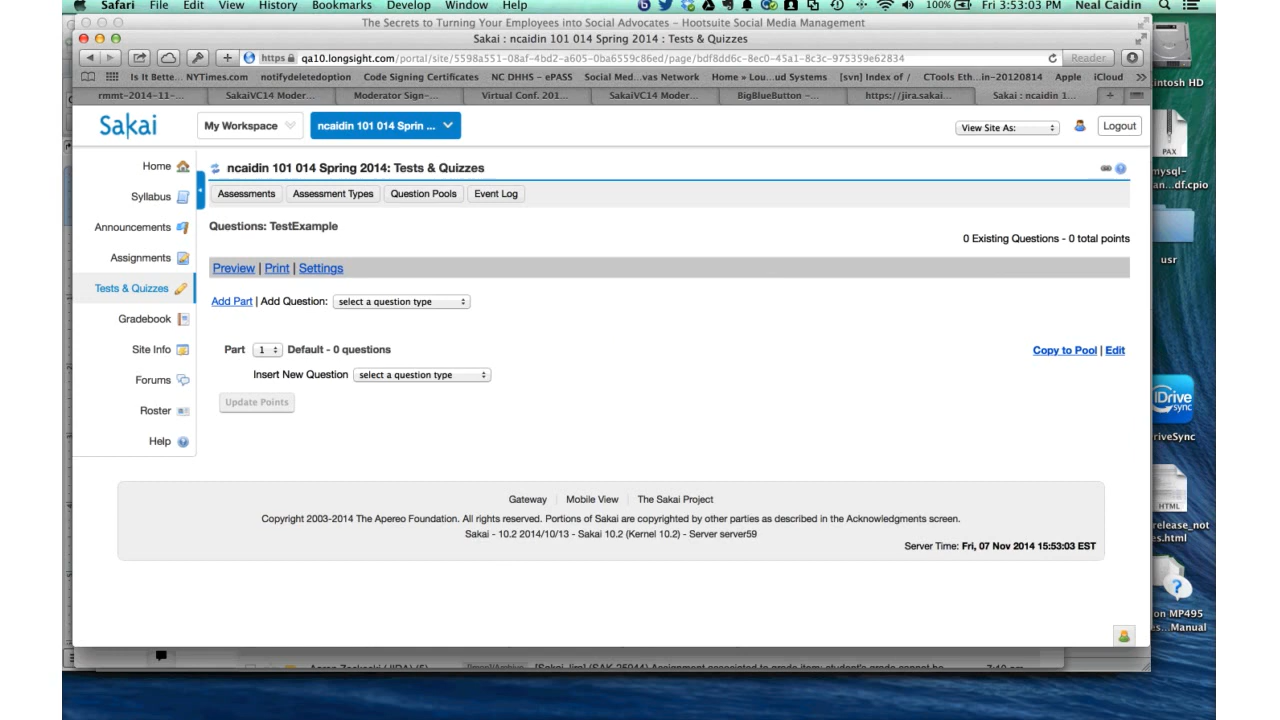 Safari File Edit View History Bookmarks Develop Window Help 100% Fri 3:53:03 PM Neal Caidin
The Secrets to Turning Your Employees into Social Advocates – Hootsuite Social Media Management
Sakai : ncaidin 101 014 Spring 2014 : Tests & Quizzes
https qa10.longsight.com/portal/site/5598a551-08af-4bd2-a605-0ba6559c86ed/page/bdf8dd6c-8ec0-45a1-8c3c-975359e62834 Reader
Is It Bette... NYTimes.com notifydeletedoption Code Signing Certificates NC DHHS – ePASS Social Med...vas Network Home » Lou...ud Systems [svn] Index of / CTools Eth...in-20120814 Apple iCloud >>
rmmt-2014-11-... SakaiVC14 Moder... Moderator Sign-... Virtual Conf. 201... SakaiVC14 Moder... BigBlueButton –... https://jira.sakai... Sakai : ncaidin 1... +
intosh HD
Sakai My Workspace ncaidin 101 014 Sprin ... View Site As: Logout
PAX
mysql-
an...df.cpio
Home
ncaidin 101 014 Spring 2014: Tests & Quizzes
Syllabus
Assessments Assessment Types Question Pools Event Log
Announcements
Questions: TestExample
0 Existing Questions - 0 total points
Assignments
usr
Preview | Print | Settings
Tests & Quizzes
Add Part | Add Question: select a question type
Gradebook
Site Info
Part 1 Default - 0 questions
Copy to Pool | Edit
Insert New Question select a question type
Forums
Update Points
IDrive
sync
Roster
riveSync
Help
Gateway Mobile View The Sakai Project
HTML
Copyright 2003-2014 The Apereo Foundation. All rights reserved. Portions of Sakai are copyrighted by other parties as described in the Acknowledgments screen.
elease_not
es.html
Sakai - 10.2 2014/10/13 - Sakai 10.2 (Kernel 10.2) - Server server59
Server Time: Fri, 07 Nov 2014 15:53:03 EST
on MP495
es...Manual